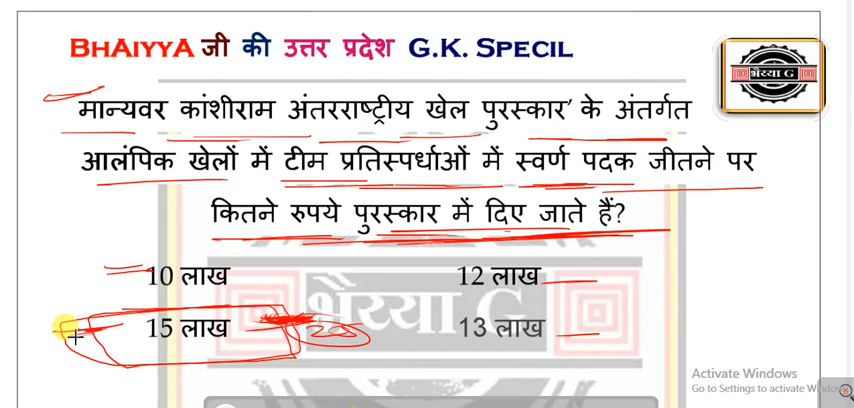 BHAIYYA जी की उत्तर प्रदेश G.K. SPECIL
भैय्या G
मान्यवर कांशीराम अंतरराष्ट्रीय खेल पुरस्कार’ के अंतर्गत
आलंपिक खेलों में टीम प्रतिस्पर्धाओं में स्वर्ण पदक जीतने पर
कितने रुपये पुरस्कार में दिए जाते हैं?
10 लाख 12 लाख
भैय्या G
15 लाख 13 लाख
Activate Windows
Go to Settings to activate Windo